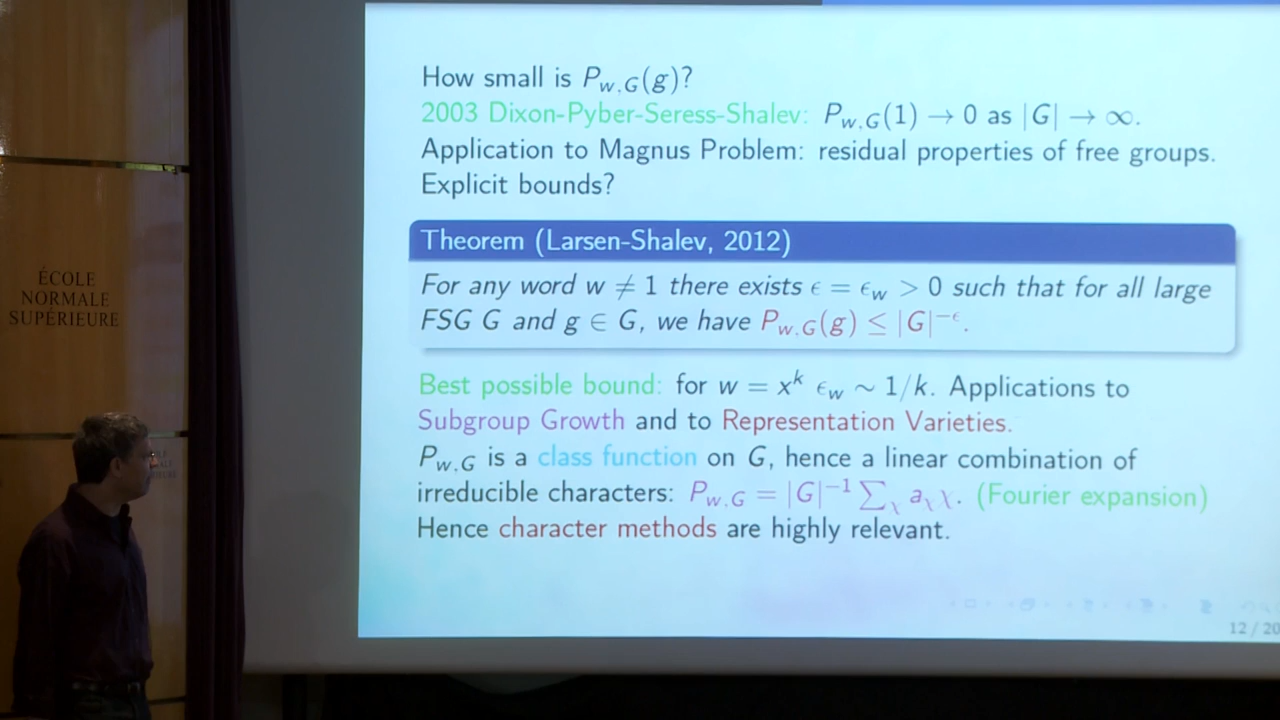 ÉCOLE
NORMALE
SUPÉRIEURE
How small is P_{w,G}(g)?
2003 Dixon-Pyber-Seress-Shalev: P_{w,G}(1) → 0 as |G| → ∞.
Application to Magnus Problem: residual properties of free groups.
Explicit bounds?
Theorem (Larsen-Shalev, 2012)
For any word w ≠ 1 there exists ϵ = ϵ_w > 0 such that for all large
FSG G and g ∈ G, we have P_{w,G}(g) ≤ |G|^{−ϵ}.
Best possible bound: for w = x^k ϵ_w ∼ 1/k. Applications to
Subgroup Growth and to Representation Varieties.
P_{w,G} is a class function on G, hence a linear combination of
irreducible characters: P_{w,G} = |G|^{−1} ∑_χ a_χ χ. (Fourier expansion)
Hence character methods are highly relevant.
12 / 20